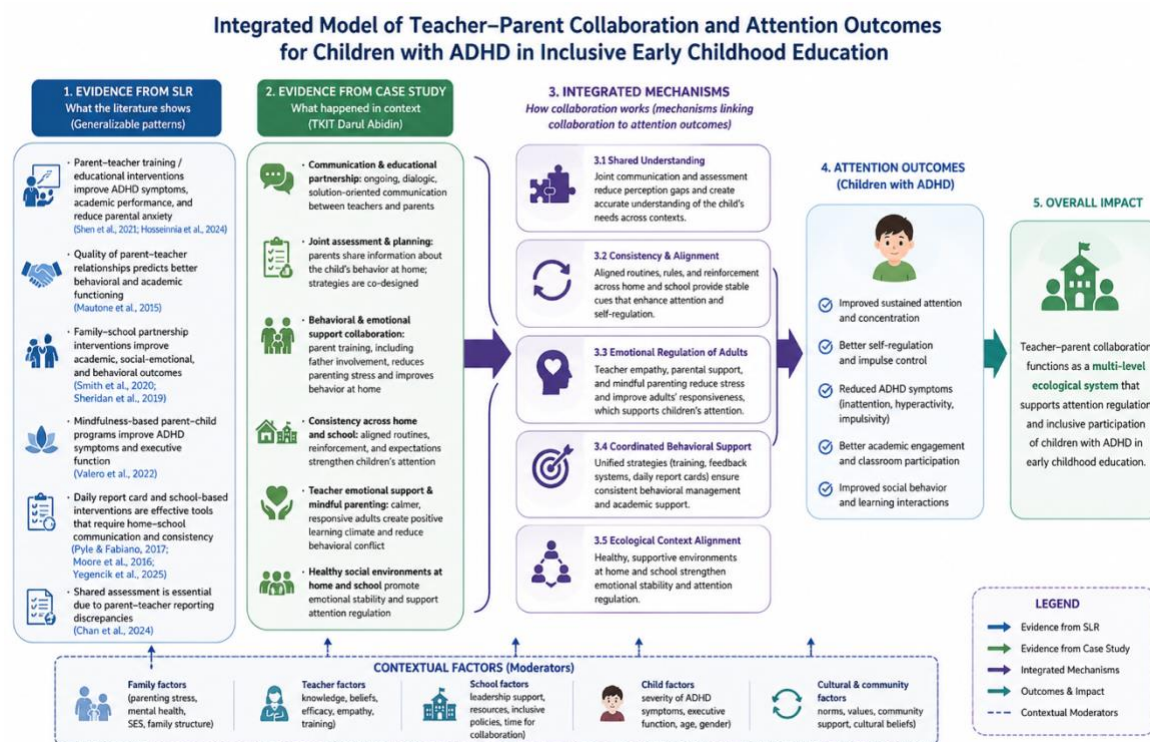 Integrated Model of Teacher–Parent Collaboration and Attention Outcomes
for Children with ADHD in Inclusive Early Childhood Education
1. EVIDENCE FROM SLR
What the literature shows
(Generalizable patterns)
· Parent–teacher training /
educational interventions
improve ADHD symptoms,
academic performance, and
reduce parental anxiety
(Shen et al., 2021; Hosseinnia et al., 2024)
· Quality of parent–teacher
relationships predicts better
behavioral and academic
functioning
(Mautone et al., 2015)
· Family–school partnership
interventions improve
academic, social-emotional,
and behavioral outcomes
(Smith et al., 2020;
Sheridan et al., 2019)
· Mindfulness-based parent–child
programs improve ADHD
symptoms and executive
function
(Valero et al., 2022)
· Daily report card and school-based
interventions are effective tools
that require home–school
communication and consistency
(Pyle & Fabiano, 2017;
Moore et al., 2016;
Yegencik et al., 2025)
· Shared assessment is essential
due to parent–teacher reporting
discrepancies
(Chan et al., 2024)
2. EVIDENCE FROM CASE STUDY
What happened in context
(TKIT Darul Abidin)
· Communication & educational
partnership: ongoing, dialogic,
solution-oriented communication
between teachers and parents
· Joint assessment & planning:
parents share information about
the child's behavior at home;
strategies are co-designed
· Behavioral & emotional
support collaboration:
parent training, including
father involvement, reduces
parenting stress and improves
behavior at home
· Consistency across home
and school: aligned routines,
reinforcement, and expectations
strengthen children's attention
· Teacher emotional support &
mindful parenting: calmer,
responsive adults create positive
learning climate and reduce
behavioral conflict
· Healthy social environments at
home and school promote
emotional stability and support
attention regulation
3. INTEGRATED MECHANISMS
How collaboration works (mechanisms linking
collaboration to attention outcomes)
3.1 Shared Understanding
Joint communication and assessment
reduce perception gaps and create
accurate understanding of the child's
needs across contexts.
3.2 Consistency & Alignment
Aligned routines, rules, and reinforcement
across home and school provide stable
cues that enhance attention and
self-regulation.
3.3 Emotional Regulation of Adults
Teacher empathy, parental support,
and mindful parenting reduce stress
and improve adults' responsiveness,
which supports children's attention.
3.4 Coordinated Behavioral Support
Unified strategies (training, feedback
systems, daily report cards) ensure
consistent behavioral management
and academic support.
3.5 Ecological Context Alignment
Healthy, supportive environments
at home and school strengthen
emotional stability and attention
regulation.
4. ATTENTION OUTCOMES
(Children with ADHD)
Improved sustained attention
and concentration
Better self-regulation
and impulse control
Reduced ADHD symptoms
(inattention, hyperactivity,
impulsivity)
Better academic engagement
and classroom participation
Improved social behavior
and learning interactions
5. OVERALL IMPACT
Teacher–parent collaboration
functions as a multi-level
ecological system that
supports attention regulation
and inclusive participation
of children with ADHD in
early childhood education.
LEGEND
Evidence from SLR
Evidence from Case Study
Integrated Mechanisms
Outcomes & Impact
Contextual Moderators
CONTEXTUAL FACTORS (Moderators)
Family factors
(parenting stress,
mental health,
SES, family structure)
Teacher factors
knowledge, beliefs,
efficacy, empathy,
training)
School factors
leadership support,
resources, inclusive
policies, time for
collaboration)
Child factors
severity of ADHD
symptoms, executive
function, age, gender)
Cultural & community
factors
norms, values, community
support, cultural beliefs)